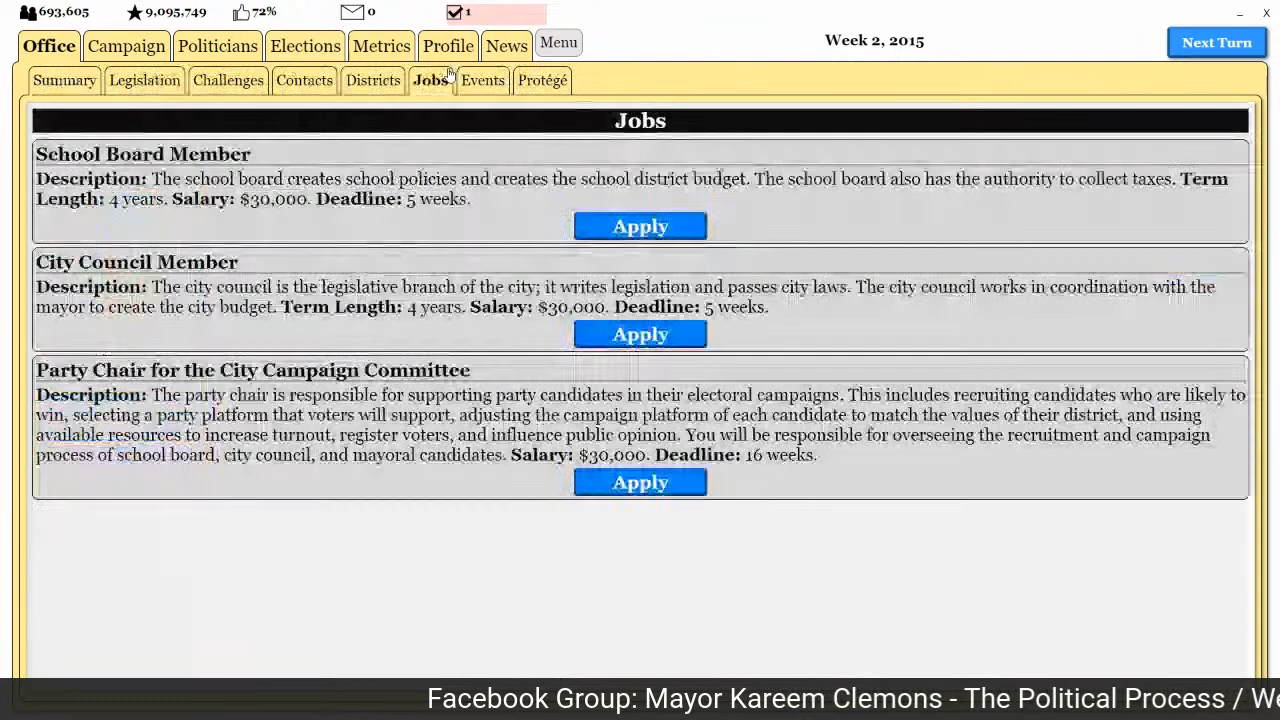 693,605 9,095,749 72% 0 1
Office Campaign Politicians Elections Metrics Profile News Menu Week 2, 2015 _ X Next Turn
Summary Legislation Challenges Contacts Districts Jobs Events Protégé
Jobs
School Board Member
Description: The school board creates school policies and creates the school district budget. The school board also has the authority to collect taxes. Term
Length: 4 years. Salary: $30,000. Deadline: 5 weeks.
Apply
City Council Member
Description: The city council is the legislative branch of the city; it writes legislation and passes city laws. The city council works in coordination with the
mayor to create the city budget. Term Length: 4 years. Salary: $30,000. Deadline: 5 weeks.
Apply
Party Chair for the City Campaign Committee
Description: The party chair is responsible for supporting party candidates in their electoral campaigns. This includes recruiting candidates who are likely to
win, selecting a party platform that voters will support, adjusting the campaign platform of each candidate to match the values of their district, and using
available resources to increase turnout, register voters, and influence public opinion. You will be responsible for overseeing the recruitment and campaign
process of school board, city council, and mayoral candidates. Salary: $30,000. Deadline: 16 weeks.
Apply
Facebook Group: Mayor Kareem Clemons - The Political Process /